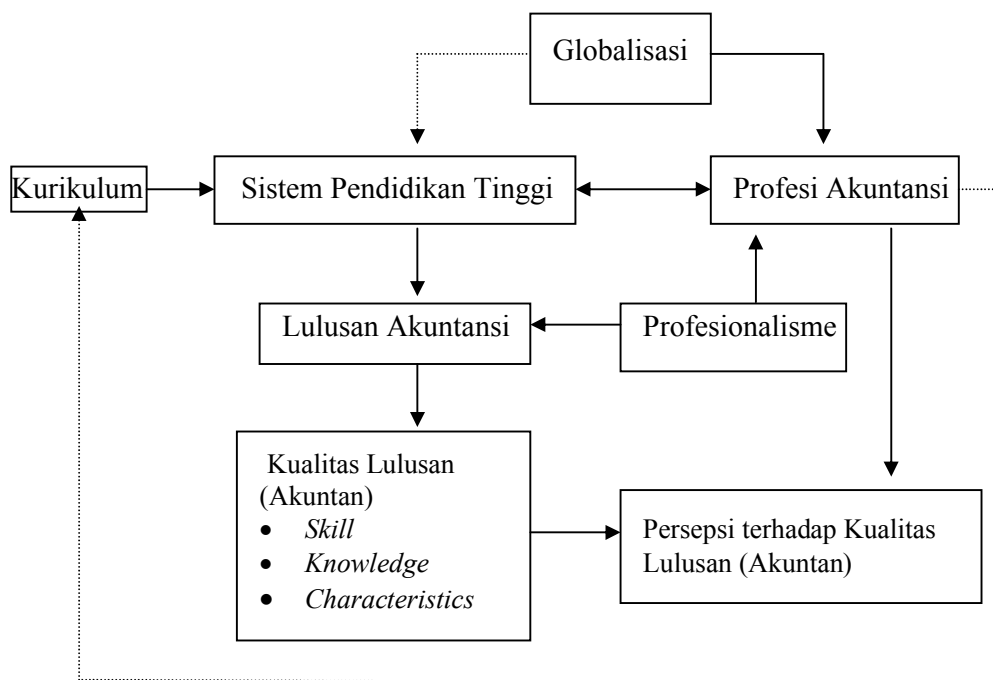 Globalisasi
Kurikulum
Sistem Pendidikan Tinggi
Profesi Akuntansi
Lulusan Akuntansi
Profesionalisme
Kualitas Lulusan
(Akuntan)
• Skill
• Knowledge
• Characteristics
Persepsi terhadap Kualitas
Lulusan (Akuntan)